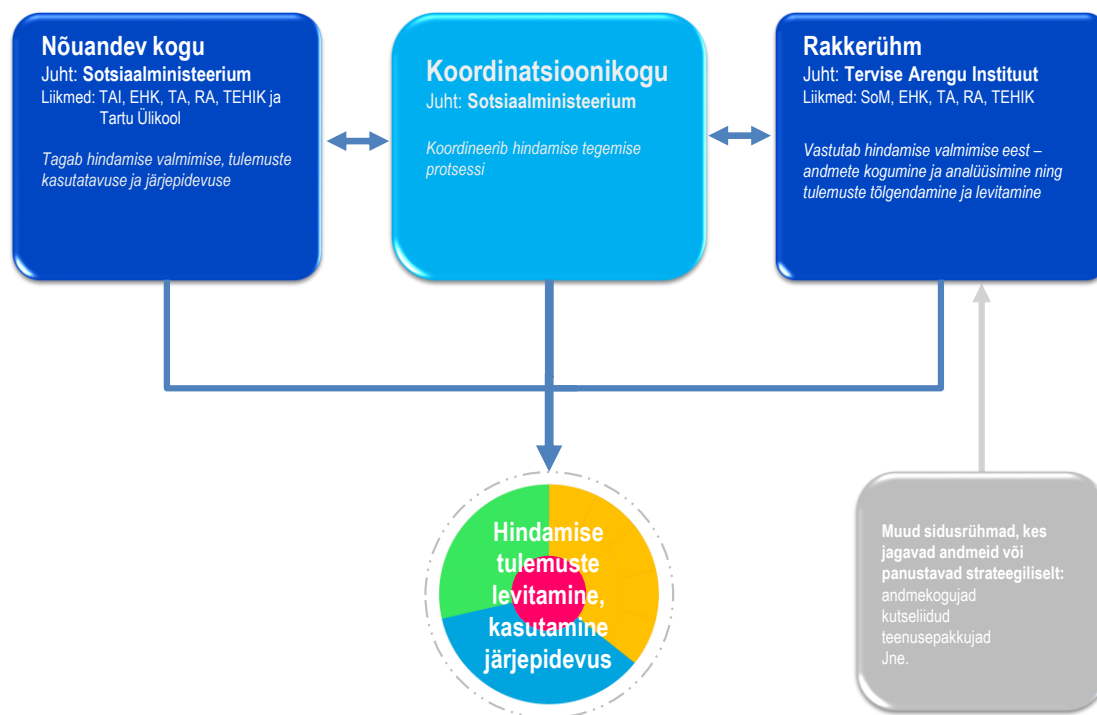 Nõuandev kogu
Juht: Sotsiaalministeerium
Liikmed: TAI, EHK, TA, RA, TEHIK ja
Tartu Ülikool
Tagab hindamise valmimise, tulemuste
kasutatavuse ja järjepidevuse
Koordinatsioonikogu
Juht: Sotsiaalministeerium
Koordineerib hindamise tegemise
protsessi
Rakkerühm
Juht: Tervise Arengu Instituut
Liikmed: SoM, EHK, TA, RA, TEHIK
Vastutab hindamise valmimise eest –
andmete kogumine ja analüüsimine ning
tulemuste tõlgendamine ja levitamine
Hindamise
tulemuste
levitamine,
kasutamine
järjepidevus
Muud sidusrühmad, kes
jagavad andmeid või
panustavad strateegiliselt:
andmekogujad
kutseliidud
teenusepakkujad
Jne.